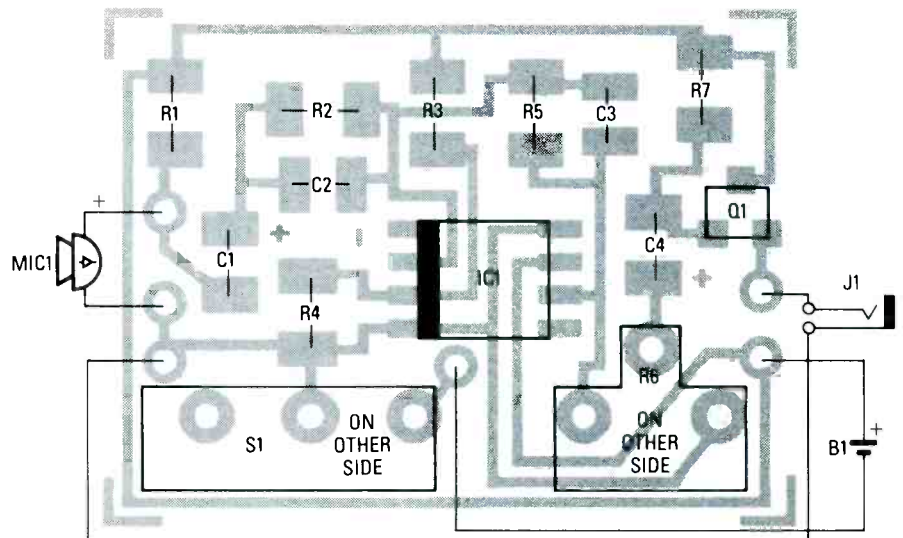 R1
R2
R3
R5
C3
R7
C2
Q1
+
MIC1
C1
+
IC1
C4
+
J1
R4
R6
S1
ON
OTHER
SIDE
ON
OTHER
SIDE
+
B1